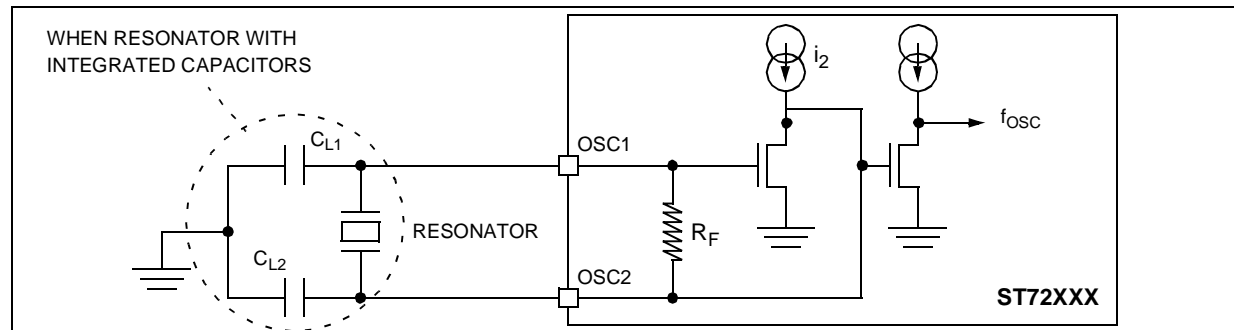 WHEN RESONATOR WITH
INTEGRATED CAPACITORS
CL1
OSC1
i2
fOSC
RESONATOR
RF
CL2
OSC2
ST72XXX